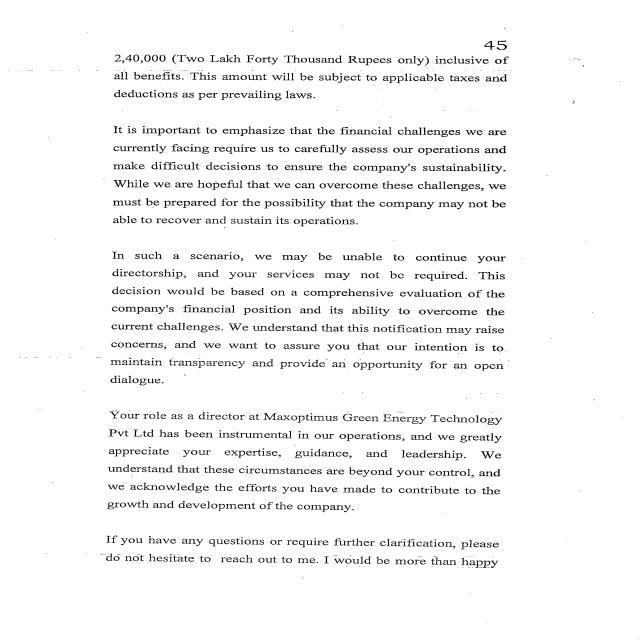 45
2,40,000 (Two Lakh Forty Thousand Rupees only) inclusive of
all benefits. This amount will be subject to applicable taxes and
deductions as per prevailing laws.
It is important to emphasize that the financial challenges we are
currently facing require us to carefully assess our operations and
make difficult decisions to ensure the company's sustainability.
While we are hopeful that we can overcome these challenges, we
must be prepared for the possibility that the company may not be
able to recover and sustain its operations.
In such a scenario, we may be unable to continue your
directorship, and your services may not be required. This
decision would be based on a comprehensive evaluation of the
company's financial position and its ability to overcome the
current challenges. We understand that this notification may raise
concerns, and we want to assure you that our intention is to
maintain transparency and provide an opportunity for an open
dialogue.
Your role as a director at Maxoptimus Green Energy Technology
Pvt Ltd has been instrumental in our operations, and we greatly
appreciate your expertise, guidance, and leadership. We
understand that these circumstances are beyond your control, and
we acknowledge the efforts you have made to contribute to the
growth and development of the company.
If you have any questions or require further clarification, please
do not hesitate to reach out to me. I would be more than happy